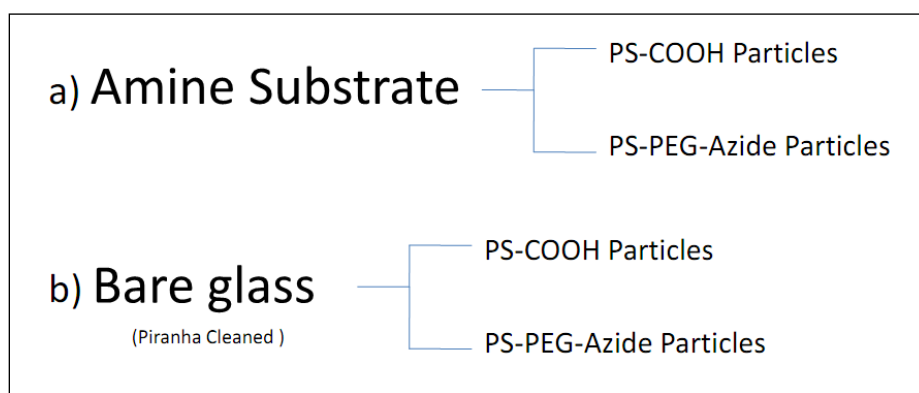 a) Amine Substrate
PS-COOH Particles
PS-PEG-Azide Particles
b) Bare glass
(Piranha Cleaned )
PS-COOH Particles
PS-PEG-Azide Particles